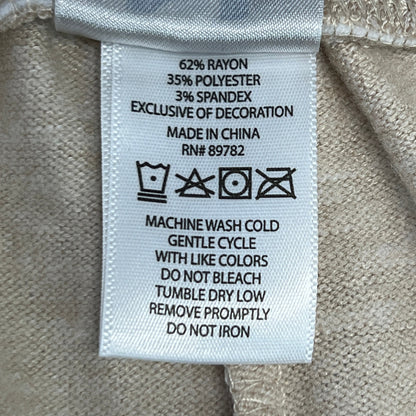 62% RAYON
35% POLYESTER
3% SPANDEX
EXCLUSIVE OF DECORATION
MADE IN CHINA
RN# 89782
MACHINE WASH COLD
GENTLE CYCLE
WITH LIKE COLORS
DO NOT BLEACH
TUMBLE DRY LOW
REMOVE PROMPTLY
DO NOT IRON